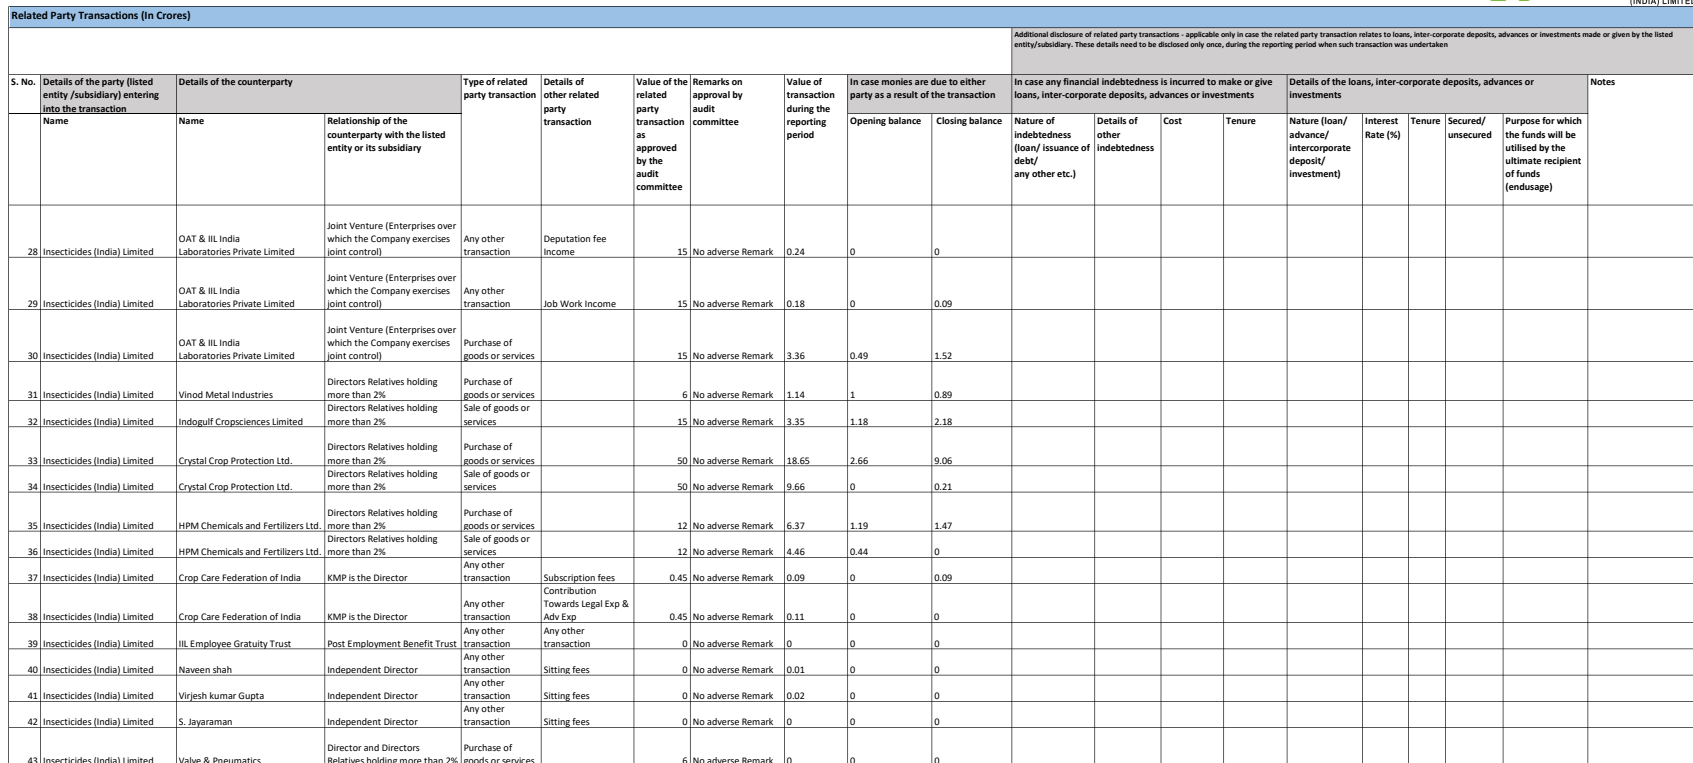 (INDIA) LIMITED
Related Party Transactions (In Crores)
Additional disclosure of related party transactions - applicable only in case the related party transaction relates to loans, inter-corporate deposits, advances or investments made or given by the listed
entity/subsidiary. These details need to be disclosed only once, during the reporting period when such transaction was undertaken
S. No.
Details of the party (listed
entity /subsidiary) entering
into the transaction
Details of the counterparty
Type of related
party transaction
Details of
other related
party
transaction
Value of the
related
party
transaction
as
approved
by the
audit
committee
Remarks on
approval by
audit
committee
Value of
transaction
during the
reporting
period
In case monies are due to either
party as a result of the transaction
In case any financial indebtedness is incurred to make or give
loans, inter-corporate deposits, advances or investments
Details of the loans, inter-corporate deposits, advances or
investments
Notes
Name
Name
Relationship of the
counterparty with the listed
entity or its subsidiary
Opening balance
Closing balance
Nature of
indebtedness
(loan/ issuance of
debt/
any other etc.)
Details of
other
indebtedness
Cost
Tenure
Nature (loan/
advance/
intercorporate
deposit/
investment)
Interest
Rate (%)
Tenure
Secured/
unsecured
Purpose for which
the funds will be
utilised by the
ultimate recipient
of funds
(endusage)
28 Insecticides (India) Limited
OAT & IIL India
Laboratories Private Limited
Joint Venture (Enterprises over
which the Company exercises
joint control)
Any other
transaction
Deputation fee
Income
15 No adverse Remark 0.24 0 0
29 Insecticides (India) Limited
OAT & IIL India
Laboratories Private Limited
Joint Venture (Enterprises over
which the Company exercises
joint control)
Any other
transaction
Job Work Income
15 No adverse Remark 0.18 0 0.09
30 Insecticides (India) Limited
OAT & IIL India
Laboratories Private Limited
Joint Venture (Enterprises over
which the Company exercises
joint control)
Purchase of
goods or services
15 No adverse Remark 3.36 0.49 1.52
31 Insecticides (India) Limited
Vinod Metal Industries
Directors Relatives holding
more than 2%
Purchase of
goods or services
6 No adverse Remark 1.14 1 0.89
32 Insecticides (India) Limited
Indogulf Cropsciences Limited
Directors Relatives holding
more than 2%
Sale of goods or
services
15 No adverse Remark 3.35 1.18 2.18
33 Insecticides (India) Limited
Crystal Crop Protection Ltd.
Directors Relatives holding
more than 2%
Purchase of
goods or services
50 No adverse Remark 18.65 2.66 9.06
34 Insecticides (India) Limited
Crystal Crop Protection Ltd.
Directors Relatives holding
more than 2%
Sale of goods or
services
50 No adverse Remark 9.66 0 0.21
35 Insecticides (India) Limited
HPM Chemicals and Fertilizers Ltd.
Directors Relatives holding
more than 2%
Purchase of
goods or services
12 No adverse Remark 6.37 1.19 1.47
36 Insecticides (India) Limited
HPM Chemicals and Fertilizers Ltd.
Directors Relatives holding
more than 2%
Sale of goods or
services
12 No adverse Remark 4.46 0.44 0
37 Insecticides (India) Limited
Crop Care Federation of India
KMP is the Director
Any other
transaction
Subscription fees
0.45 No adverse Remark 0.09 0 0.09
38 Insecticides (India) Limited
Crop Care Federation of India
KMP is the Director
Any other
transaction
Contribution
Towards Legal Exp &
Adv Exp
0.45 No adverse Remark 0.11 0 0
39 Insecticides (India) Limited
IIL Employee Gratuity Trust
Post Employment Benefit Trust
Any other
transaction
Any other
transaction
0 No adverse Remark 0 0 0
40 Insecticides (India) Limited
Naveen shah
Independent Director
Any other
transaction
Sitting fees
0 No adverse Remark 0.01 0 0
41 Insecticides (India) Limited
Virjesh kumar Gupta
Independent Director
Any other
transaction
Sitting fees
0 No adverse Remark 0.02 0 0
42 Insecticides (India) Limited
S. Jayaraman
Independent Director
Any other
transaction
Sitting fees
0 No adverse Remark 0 0 0
43 Insecticides (India) Limited
Valve & Pneumatics
Director and Directors
Relatives holding more than 2%
Purchase of
goods or services
6 No adverse Remark 0 0 0